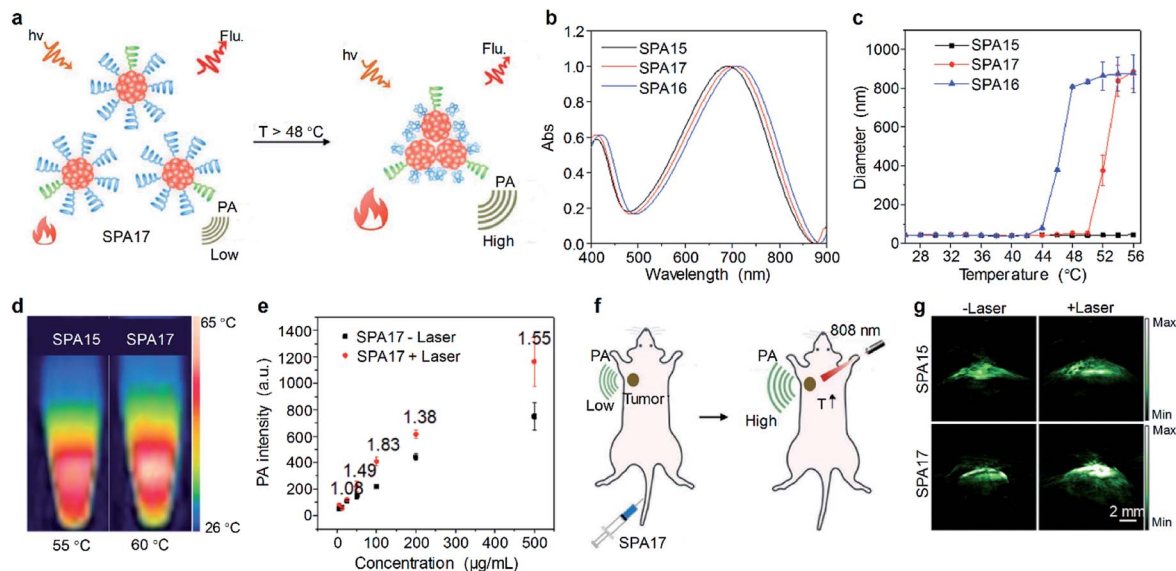 a
hv
Flu.
hv
Flu.
T > 48 °C
SPA17
PA
Low
PA
High
b
SPA15
SPA17
SPA16
Abs
1.2
1.0
0.8
0.6
0.4
0.2
0.0
400 500 600 700 800 900
Wavelength (nm)
c
SPA15
SPA17
SPA16
Diameter (nm)
1000
800
600
400
200
0
28 32 36 40 44 48 52 56
Temperature (°C)
d
SPA15 SPA17
65 °C
26 °C
55 °C 60 °C
e
SPA17 - Laser
SPA17 + Laser
PA intensity (a.u.)
1400
1200
1000
800
600
400
200
0
1.08
1.49
1.83
1.38
1.55
0 100 200 300 400 500
Concentration (µg/mL)
f
PA
Low
Tumor
SPA17
808 nm
PA
High
T↑
g
-Laser +Laser
SPA15
SPA17
Max
Min
Max
Min
2 mm